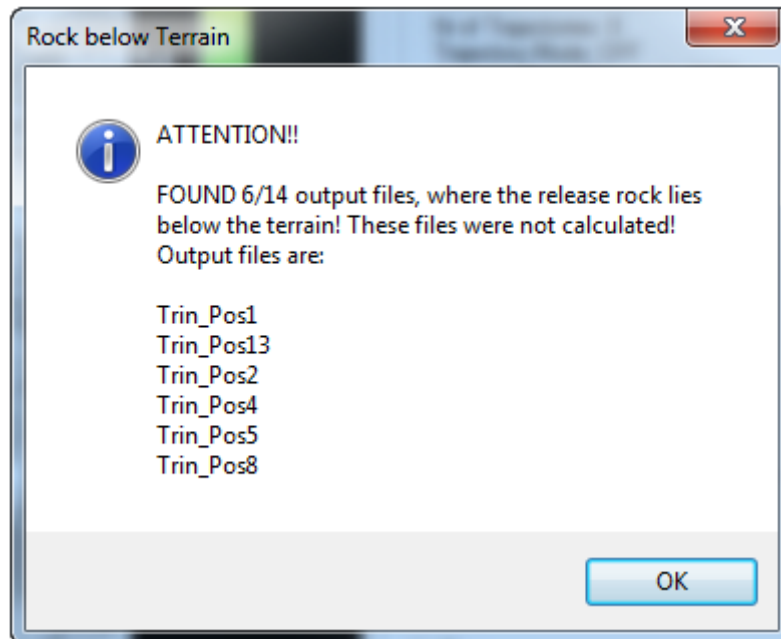 Rock below Terrain
ATTENTION!!
FOUND 6/14 output files, where the release rock lies
below the terrain! These files were not calculated!
Output files are:
Trin_Pos1
Trin_Pos13
Trin_Pos2
Trin_Pos4
Trin_Pos5
Trin_Pos8
OK